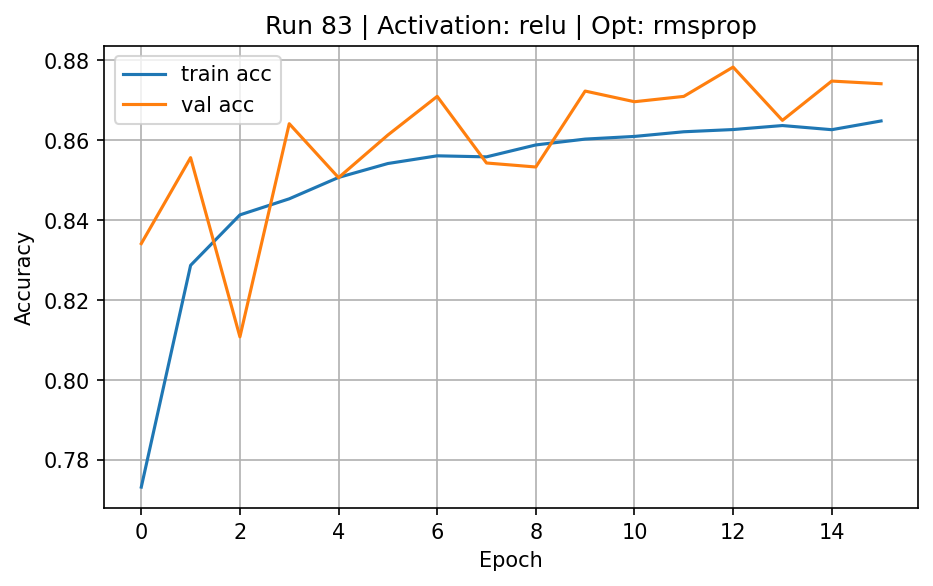 Run 83 | Activation: relu | Opt: rmsprop
train acc
val acc
0.88
0.86
0.84
0.82
0.80
0.78
Accuracy
0 2 4 6 8 10 12 14
Epoch